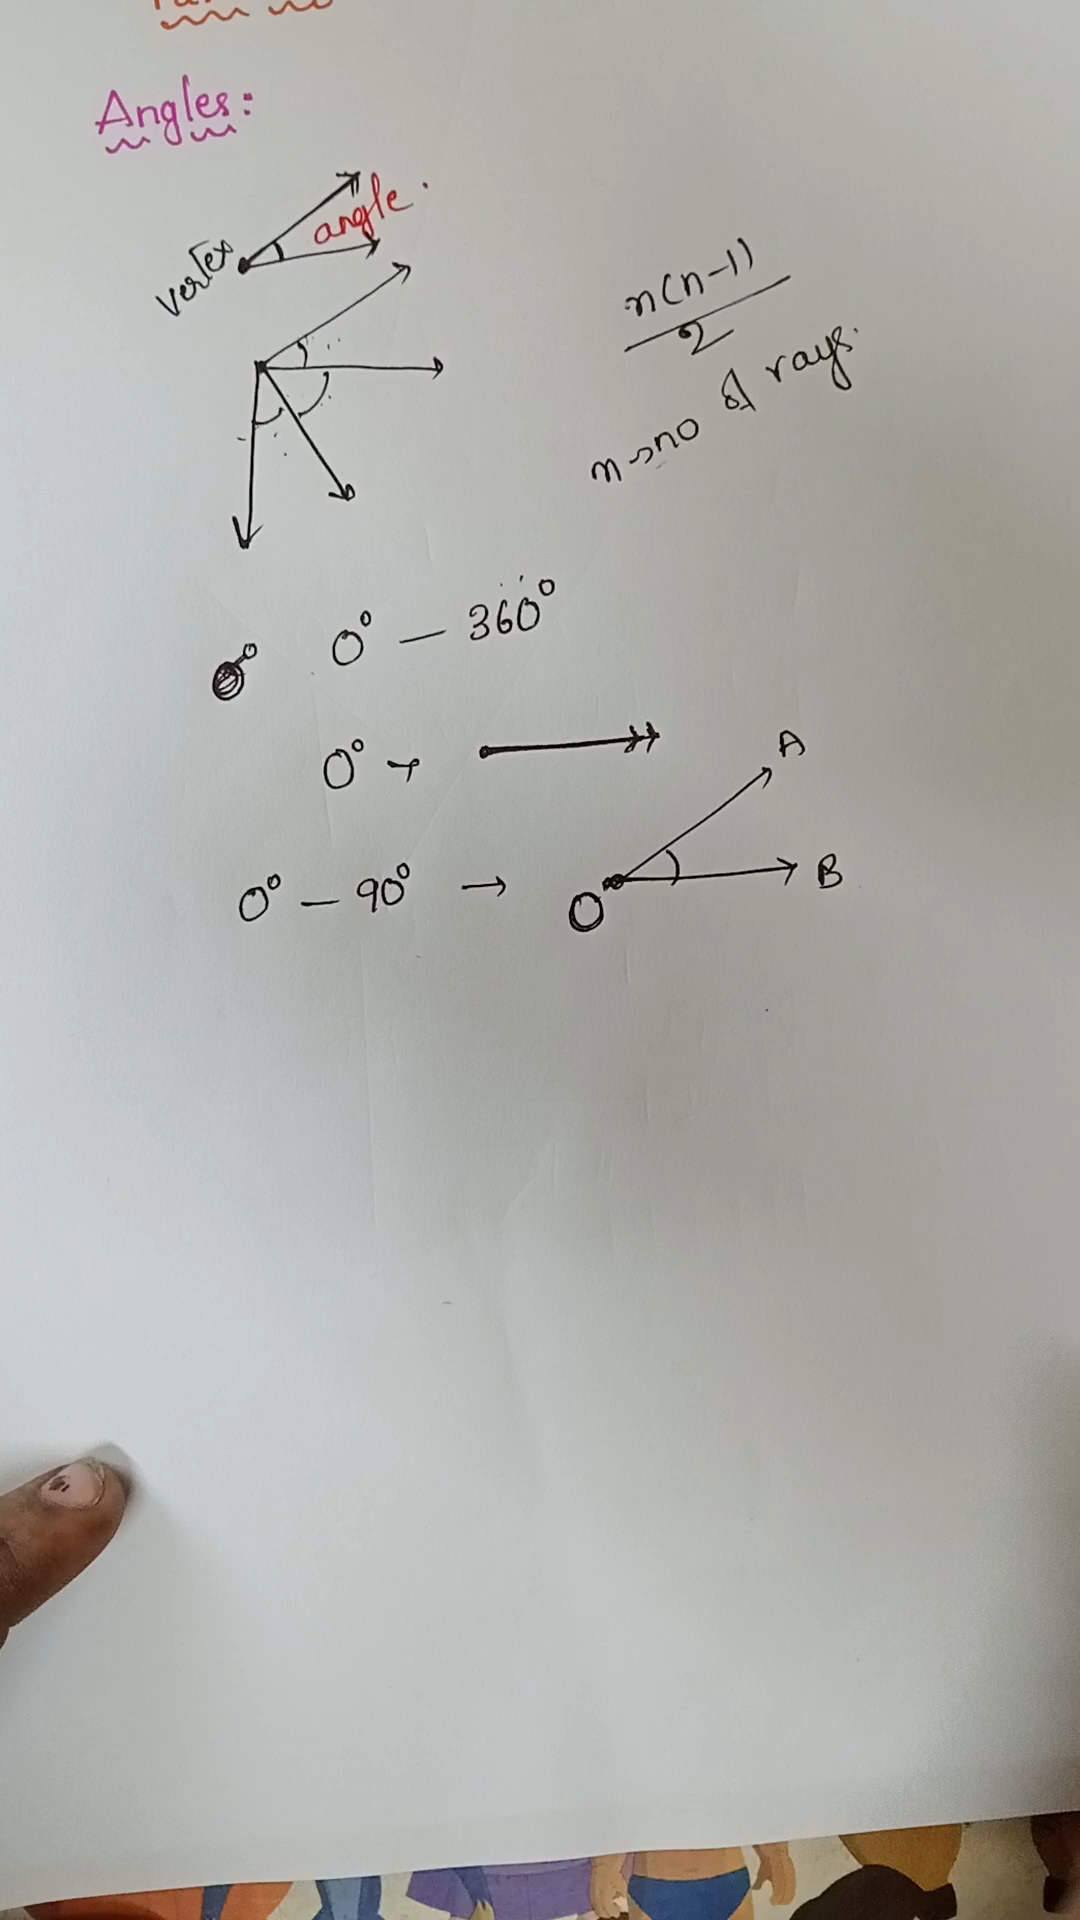 Angles:
angle.
vertex
n(n-1)
2
n→no of rays.
0° — 360°
0° →
A
0° — 90° →
B
O